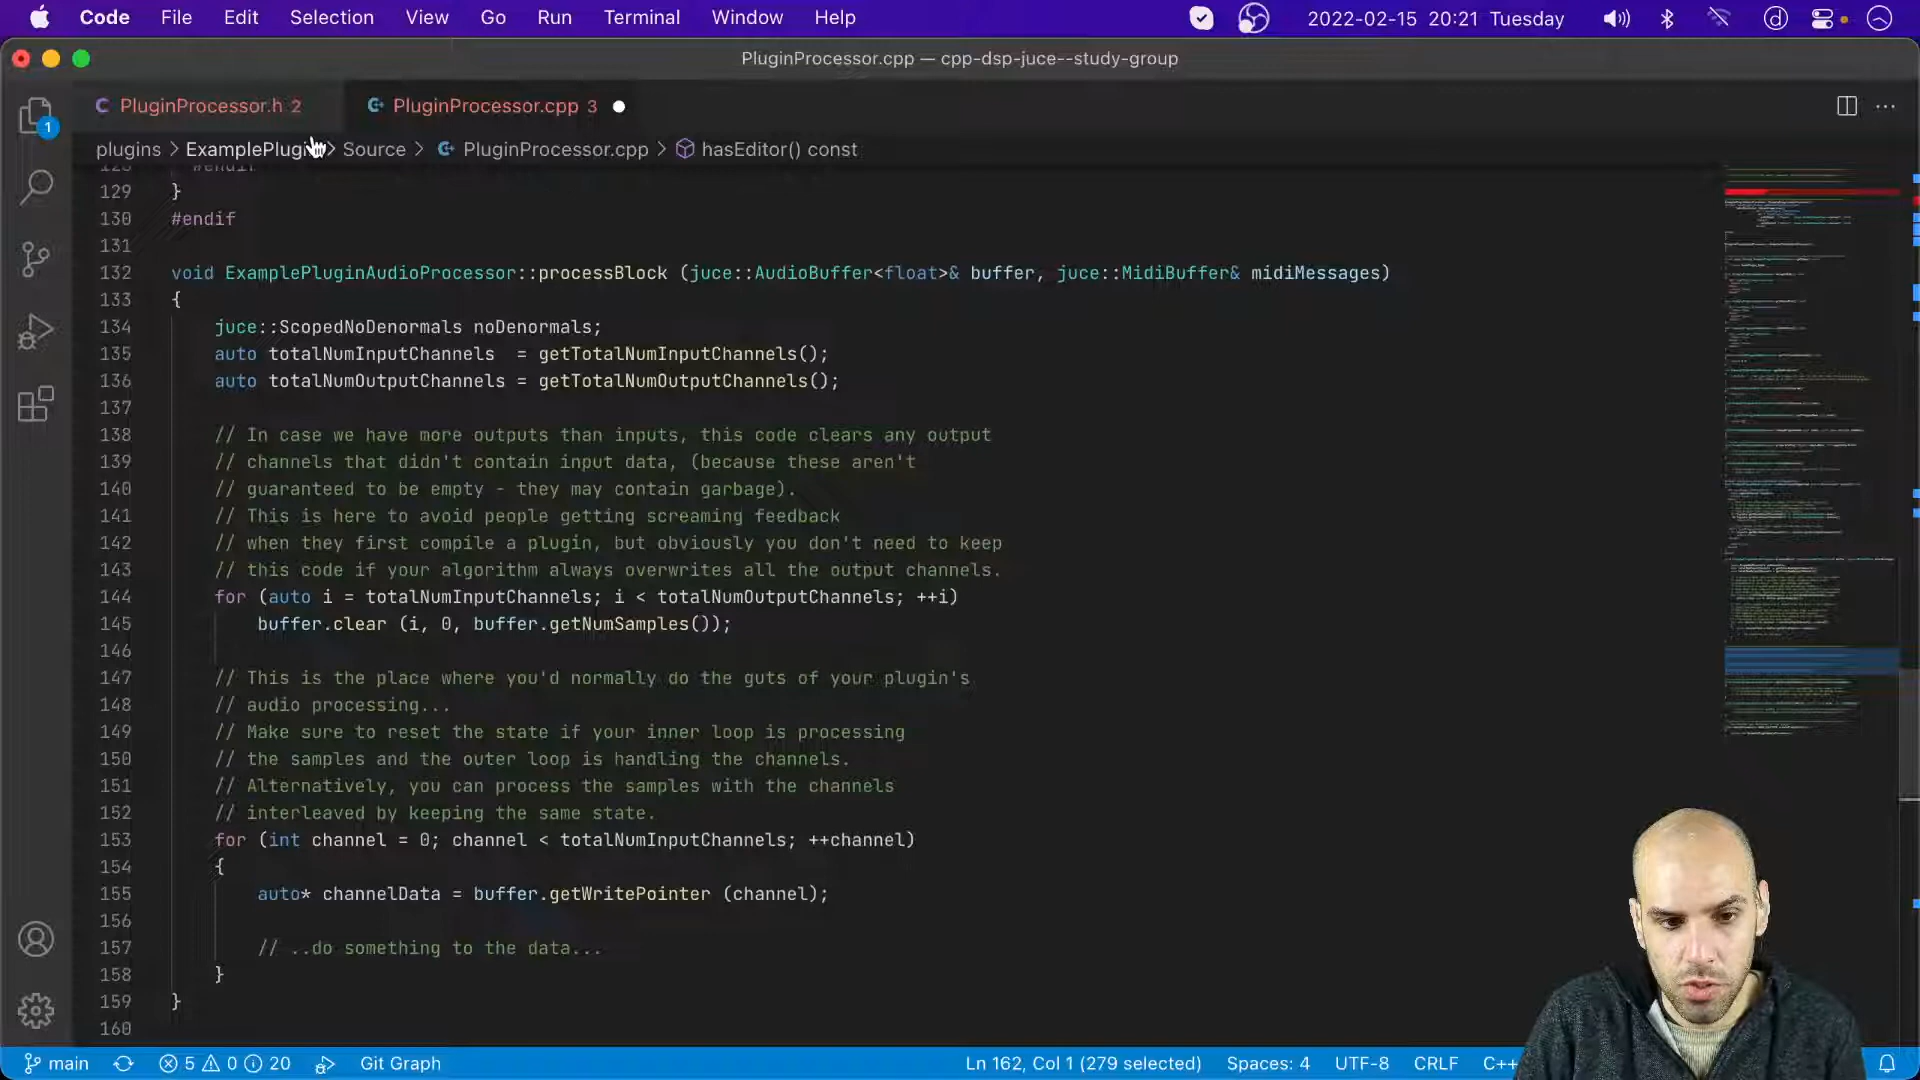 Code File Edit Selection View Go Run Terminal Window Help 2022-02-15 20:21 Tuesday
PluginProcessor.cpp — cpp-dsp-juce--study-group
PluginProcessor.h 2 PluginProcessor.cpp 3
1
plugins > ExamplePlugin > Source > PluginProcessor.cpp > hasEditor() const
128 #endif
129 }
130 #endif
131
132 void ExamplePluginAudioProcessor::processBlock (juce::AudioBuffer<float>& buffer, juce::MidiBuffer& midiMessages)
133 {
134 juce::ScopedNoDenormals noDenormals;
135 auto totalNumInputChannels  = getTotalNumInputChannels();
136 auto totalNumOutputChannels = getTotalNumOutputChannels();
137
138 // In case we have more outputs than inputs, this code clears any output
139 // channels that didn't contain input data, (because these aren't
140 // guaranteed to be empty - they may contain garbage).
141 // This is here to avoid people getting screaming feedback
142 // when they first compile a plugin, but obviously you don't need to keep
143 // this code if your algorithm always overwrites all the output channels.
144 for (auto i = totalNumInputChannels; i < totalNumOutputChannels; ++i)
145 buffer.clear (i, 0, buffer.getNumSamples());
146
147 // This is the place where you'd normally do the guts of your plugin's
148 // audio processing...
149 // Make sure to reset the state if your inner loop is processing
150 // the samples and the outer loop is handling the channels.
151 // Alternatively, you can process the samples with the channels
152 // interleaved by keeping the same state.
153 for (int channel = 0; channel < totalNumInputChannels; ++channel)
154 {
155 auto* channelData = buffer.getWritePointer (channel);
156
157 // ..do something to the data...
158 }
159 }
160
main 5 0 20 Git Graph Ln 162, Col 1 (279 selected) Spaces: 4 UTF-8 CRLF C++